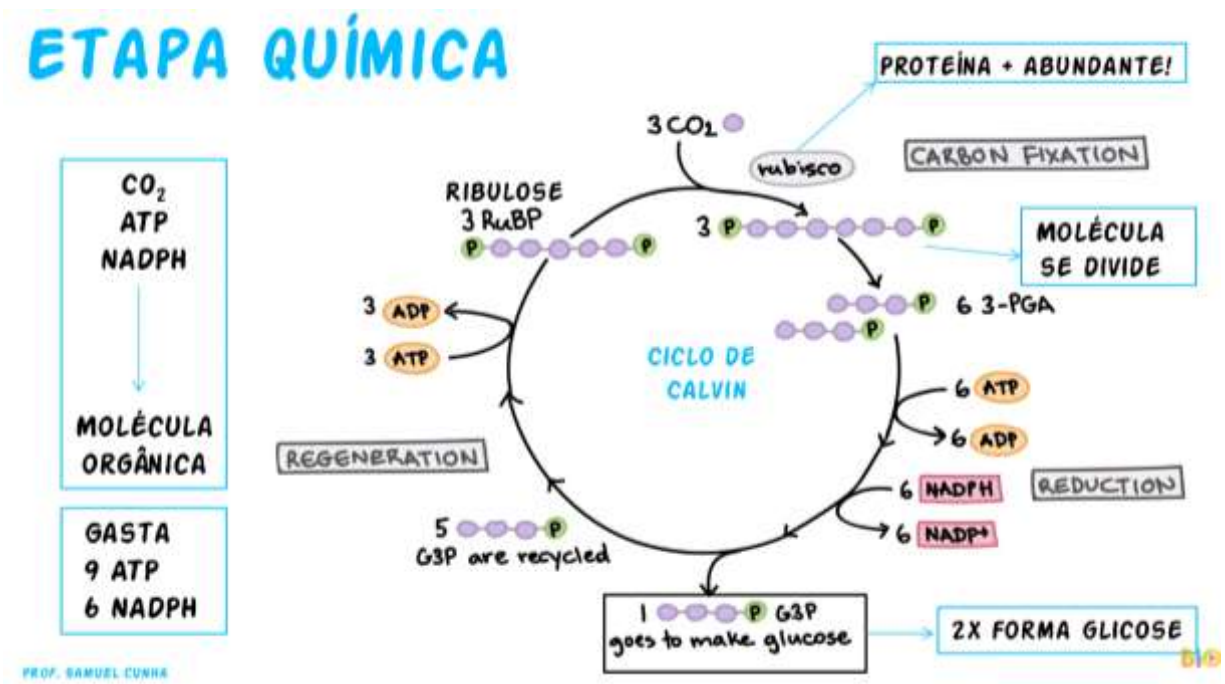 ETAPA QUÍMICA
PROTEÍNA + ABUNDANTE!
3 CO2
rubisco
CARBON FIXATION
CO2
ATP
NADPH
MOLÉCULA
ORGÂNICA
RIBULOSE
3 RuBP
P P
3 P P
MOLÉCULA
SE DIVIDE
P 6 3-PGA
P
3 ADP
3 ATP
CICLO DE
CALVIN
6 ATP
6 ADP
REGENERATION
6 NADPH
REDUCTION
6 NADP+
GASTA
9 ATP
6 NADPH
5 P
G3P are recycled
1 P G3P
goes to make glucose
2X FORMA GLICOSE
PROF. SAMUEL CUNHA